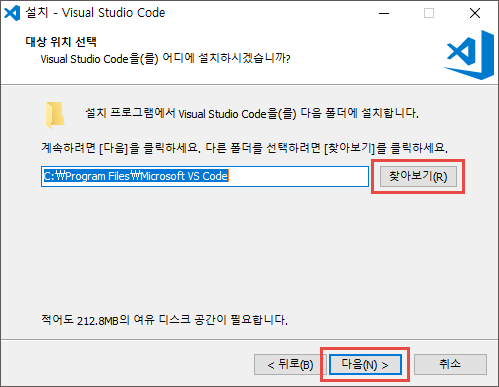 설치 - Visual Studio Code
대상 위치 선택
Visual Studio Code을(를) 어디에 설치하시겠습니까?
설치 프로그램에서 Visual Studio Code을(를) 다음 폴더에 설치합니다.
계속하려면 [다음]을 클릭하세요. 다른 폴더를 선택하려면 [찾아보기]를 클릭하세요.
C:₩Program Files₩Microsoft VS Code
찾아보기(R)
적어도 212.8MB의 여유 디스크 공간이 필요합니다.
< 뒤로(B)
다음(N) >
취소